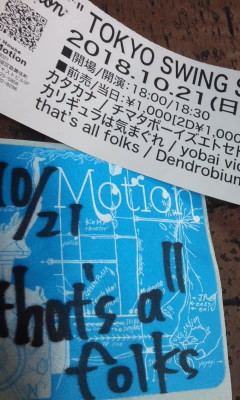 Motion
" TOKYO SWING S
2018.10.21(日
■開場/開演:18:00/18:30
■前売/当日:¥1,000[2D¥1,000
カタカナ / チマタボーイズエトセト
カリギュラは気まぐれ / yobai vid
that's all folks / Dendrobium
Motion
10/21
that's all
folks